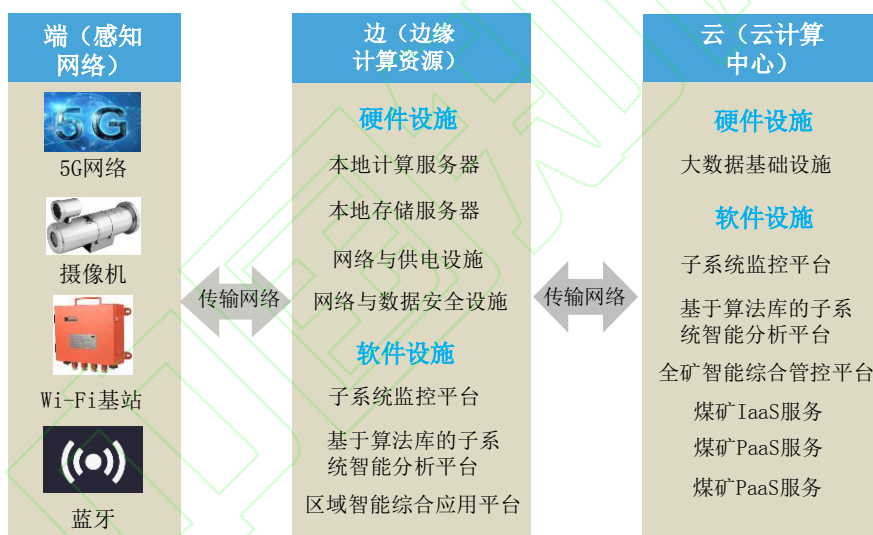 端（感知
网络）
5G
5G网络
摄像机
Wi-Fi基站
蓝牙
传输网络
边（边缘
计算资源）
硬件设施
本地计算服务器
本地存储服务器
网络与供电设施
网络与数据安全设施
软件设施
子系统监控平台
基于算法库的子系
统智能分析平台
区域智能综合应用平台
传输网络
云（云计算
中心）
硬件设施
大数据基础设施
软件设施
子系统监控平台
基于算法库的子系
统智能分析平台
全矿智能综合管控平台
煤矿IaaS服务
煤矿PaaS服务
煤矿PaaS服务